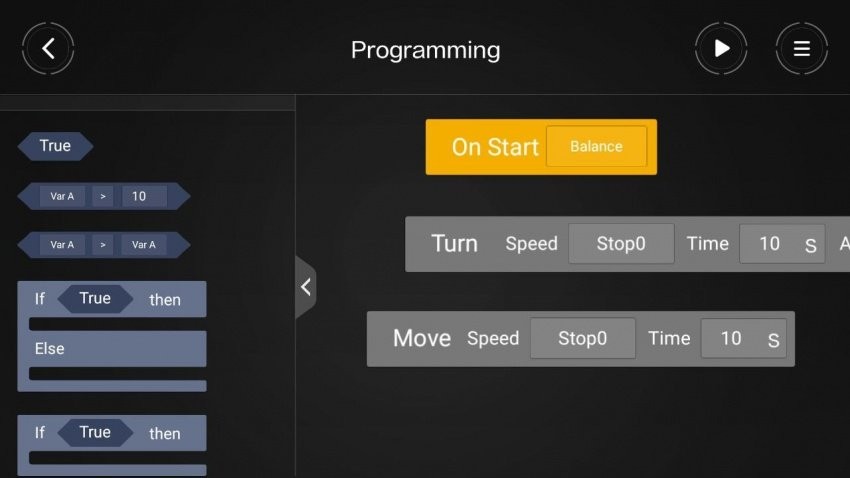 Programming
True
Var A > 10
Var A > Var A
If True then
Else
If True then
On Start Balance
Turn Speed Stop0 Time 10 S A
Move Speed Stop0 Time 10 S